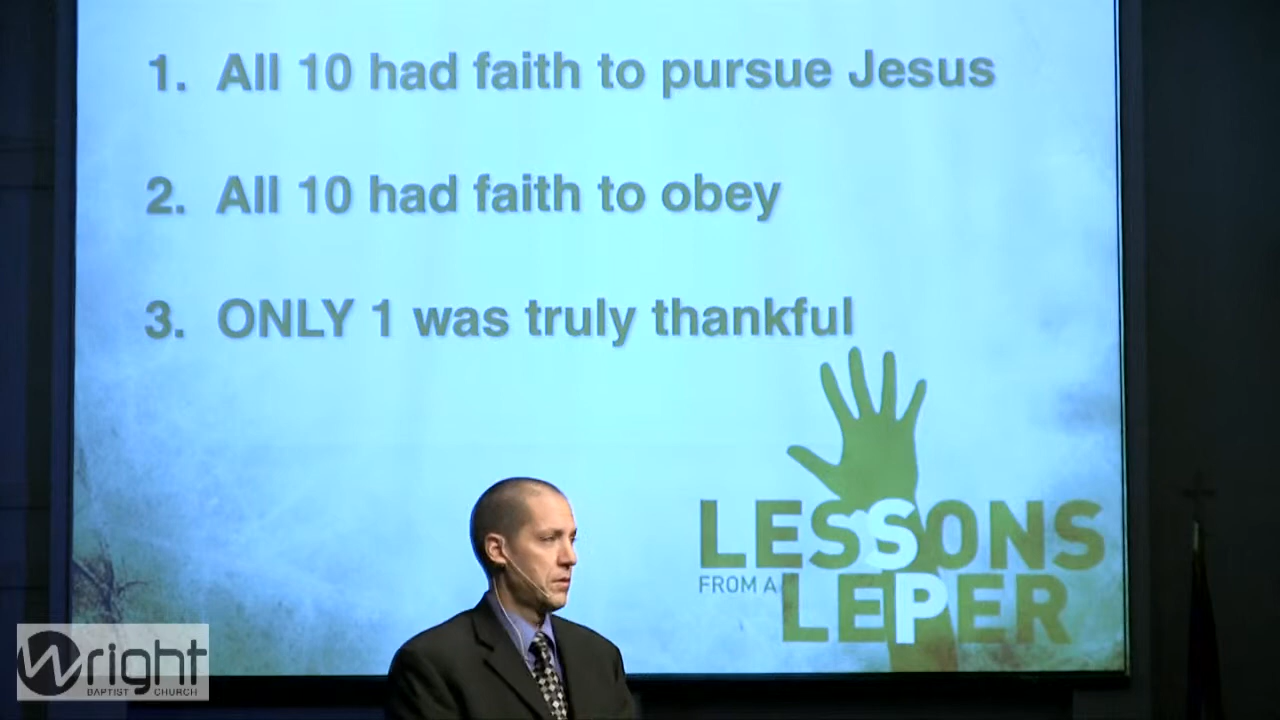 1. All 10 had faith to pursue Jesus
2. All 10 had faith to obey
3. ONLY 1 was truly thankful
LESSONS
FROM A LEPER
Wright
BAPTIST CHURCH